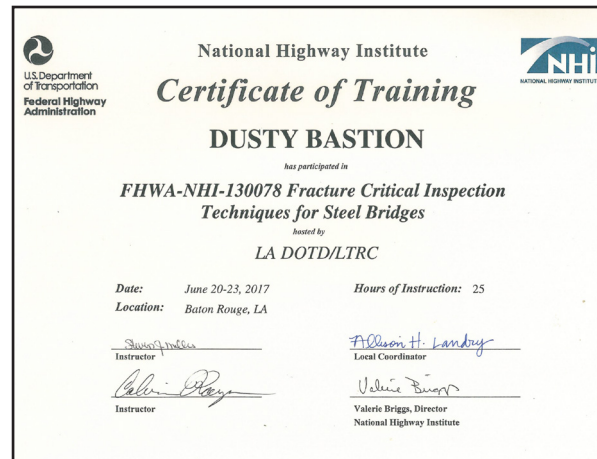 U.S. Department
of Transportation
Federal Highway
Administration
National Highway Institute
NHi
NATIONAL HIGHWAY INSTITUTE
Certificate of Training
DUSTY BASTION
has participated in
FHWA-NHI-130078 Fracture Critical Inspection
Techniques for Steel Bridges
hosted by
LA DOTD/LTRC
Date: June 20-23, 2017
Hours of Instruction: 25
Location: Baton Rouge, LA
Instructor
Allison H. Landry
Local Coordinator
Calvin
Instructor
Valerie Briggs
Valerie Briggs, Director
National Highway Institute